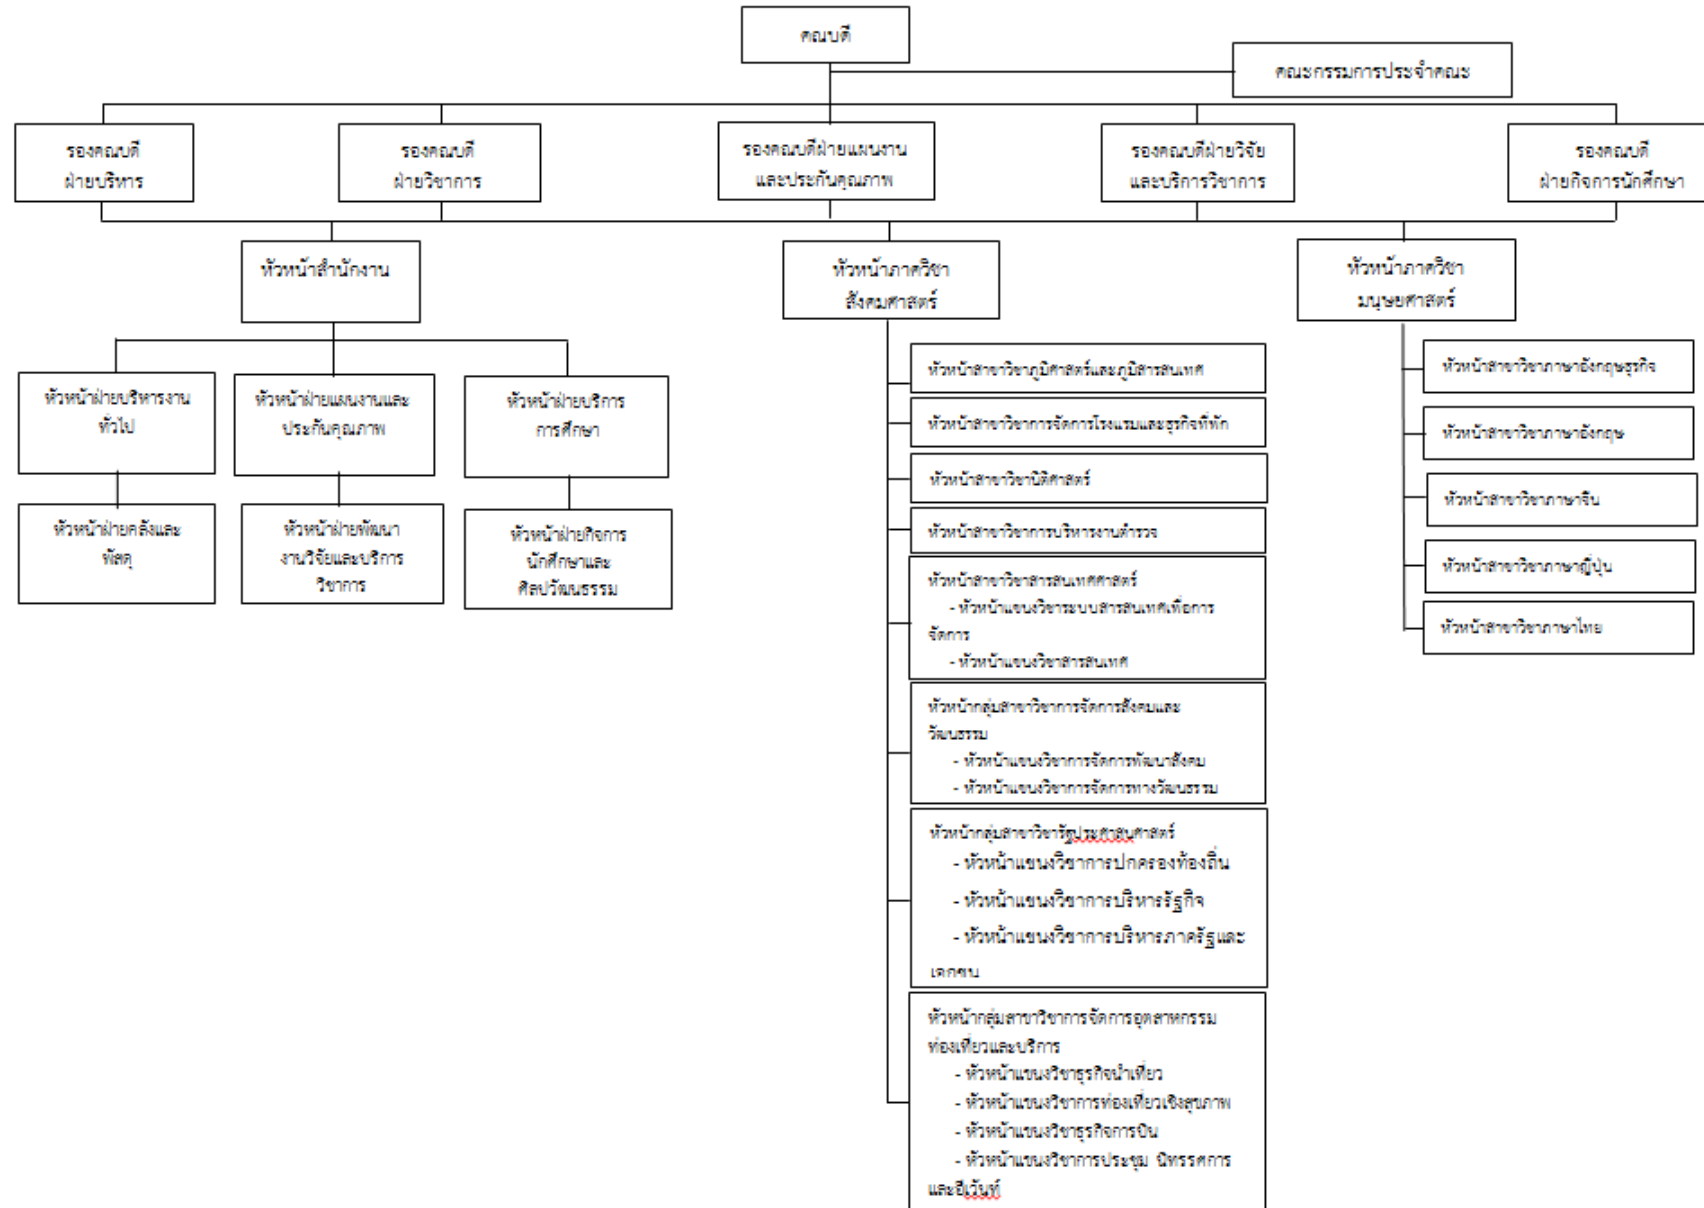 คณบดี
คณะกรรมการประจำคณะ
รองคณบดี
ฝ่ายบริหาร
รองคณบดี
ฝ่ายวิชาการ
รองคณบดีฝ่ายแผนงาน
และประกันคุณภาพ
รองคณบดีฝ่ายวิจัย
และบริการวิชาการ
รองคณบดี
ฝ่ายกิจการนักศึกษา
หัวหน้าสำนักงาน
หัวหน้าภาควิชา
สังคมศาสตร์
หัวหน้าภาควิชา
มนุษยศาสตร์
หัวหน้าฝ่ายบริหารงาน
ทั่วไป
หัวหน้าฝ่ายแผนงานและ
ประกันคุณภาพ
หัวหน้าฝ่ายบริการ
การศึกษา
หัวหน้าฝ่ายคลังและ
พัสดุ
หัวหน้าฝ่ายพัฒนา
งานวิจัยและบริการ
วิชาการ
หัวหน้าฝ่ายกิจการ
นักศึกษาและ
ศิลปวัฒนธรรม
หัวหน้าสาขาวิชาภูมิศาสตร์และภูมิสารสนเทศ
หัวหน้าสาขาวิชาการจัดการโรงแรมและธุรกิจที่พัก
หัวหน้าสาขาวิชานิติศาสตร์
หัวหน้าสาขาวิชาการบริหารงานตำรวจ
หัวหน้าสาขาวิชาสารสนเทศศาสตร์
- หัวหน้าแขนงวิชาระบบสารสนเทศเพื่อการ
จัดการ
- หัวหน้าแขนงวิชาสารสนเทศ
หัวหน้ากลุ่มสาขาวิชาการจัดการสังคมและ
วัฒนธรรม
- หัวหน้าแขนงวิชาการจัดการพัฒนาสังคม
- หัวหน้าแขนงวิชาการจัดการทางวัฒนธรรม
หัวหน้ากลุ่มสาขาวิชารัฐประศาสนศาสตร์
- หัวหน้าแขนงวิชาการปกครองท้องถิ่น
- หัวหน้าแขนงวิชาการบริหารรัฐกิจ
- หัวหน้าแขนงวิชาการบริหารภาครัฐและ
เอกชน
หัวหน้ากลุ่มสาขาวิชาการจัดการอุตสาหกรรม
ท่องเที่ยวและบริการ
- หัวหน้าแขนงวิชาธุรกิจนำเที่ยว
- หัวหน้าแขนงวิชาการท่องเที่ยวเชิงสุขภาพ
- หัวหน้าแขนงวิชาธุรกิจการบิน
- หัวหน้าแขนงวิชาการประชุม นิทรรศการ
และอีเว้นท์
หัวหน้าสาขาวิชาภาษาอังกฤษธุรกิจ
หัวหน้าสาขาวิชาภาษาอังกฤษ
หัวหน้าสาขาวิชาภาษาจีน
หัวหน้าสาขาวิชาภาษาญี่ปุ่น
หัวหน้าสาขาวิชาภาษาไทย